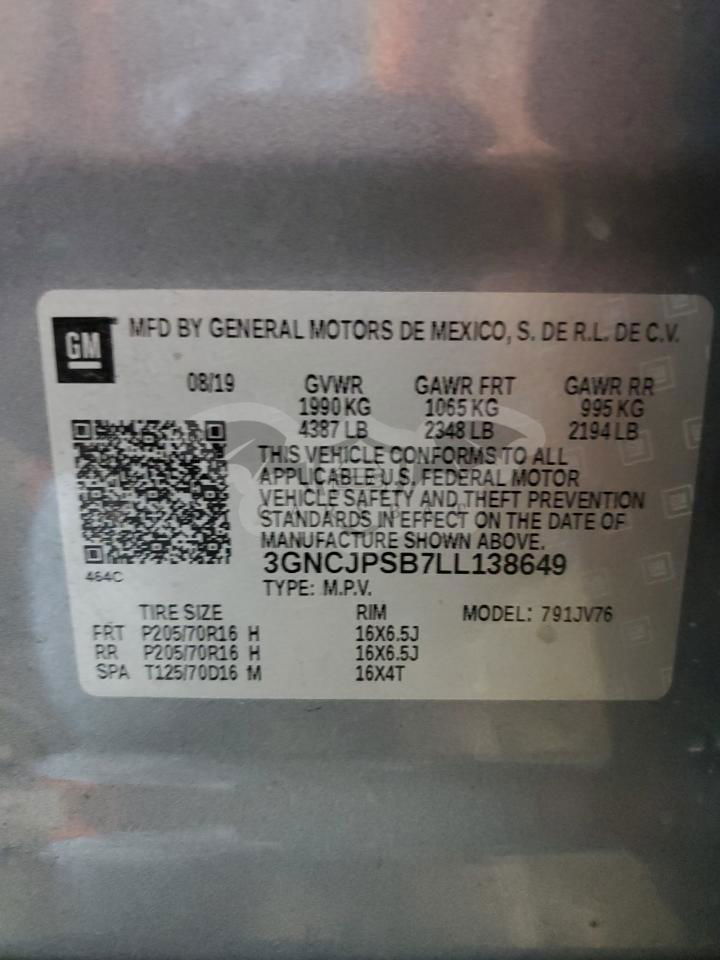 GM
MFD BY GENERAL MOTORS DE MEXICO, S. DE R.L. DE C.V.
08/19 GVWR GAWR FRT GAWR RR
1990 KG 1065 KG 995 KG
4387 LB 2348 LB 2194 LB
THIS VEHICLE CONFORMS TO ALL
APPLICABLE U.S. FEDERAL MOTOR
VEHICLE SAFETY AND THEFT PREVENTION
STANDARDS IN EFFECT ON THE DATE OF
MANUFACTURE SHOWN ABOVE.
3GNCJPSB7LL138649
464C
TYPE: M.P.V.
TIRE SIZE RIM MODEL: 791JV76
FRT P205/70R16 H 16X6.5J
RR P205/70R16 H 16X6.5J
SPA T125/70D16 M 16X4T